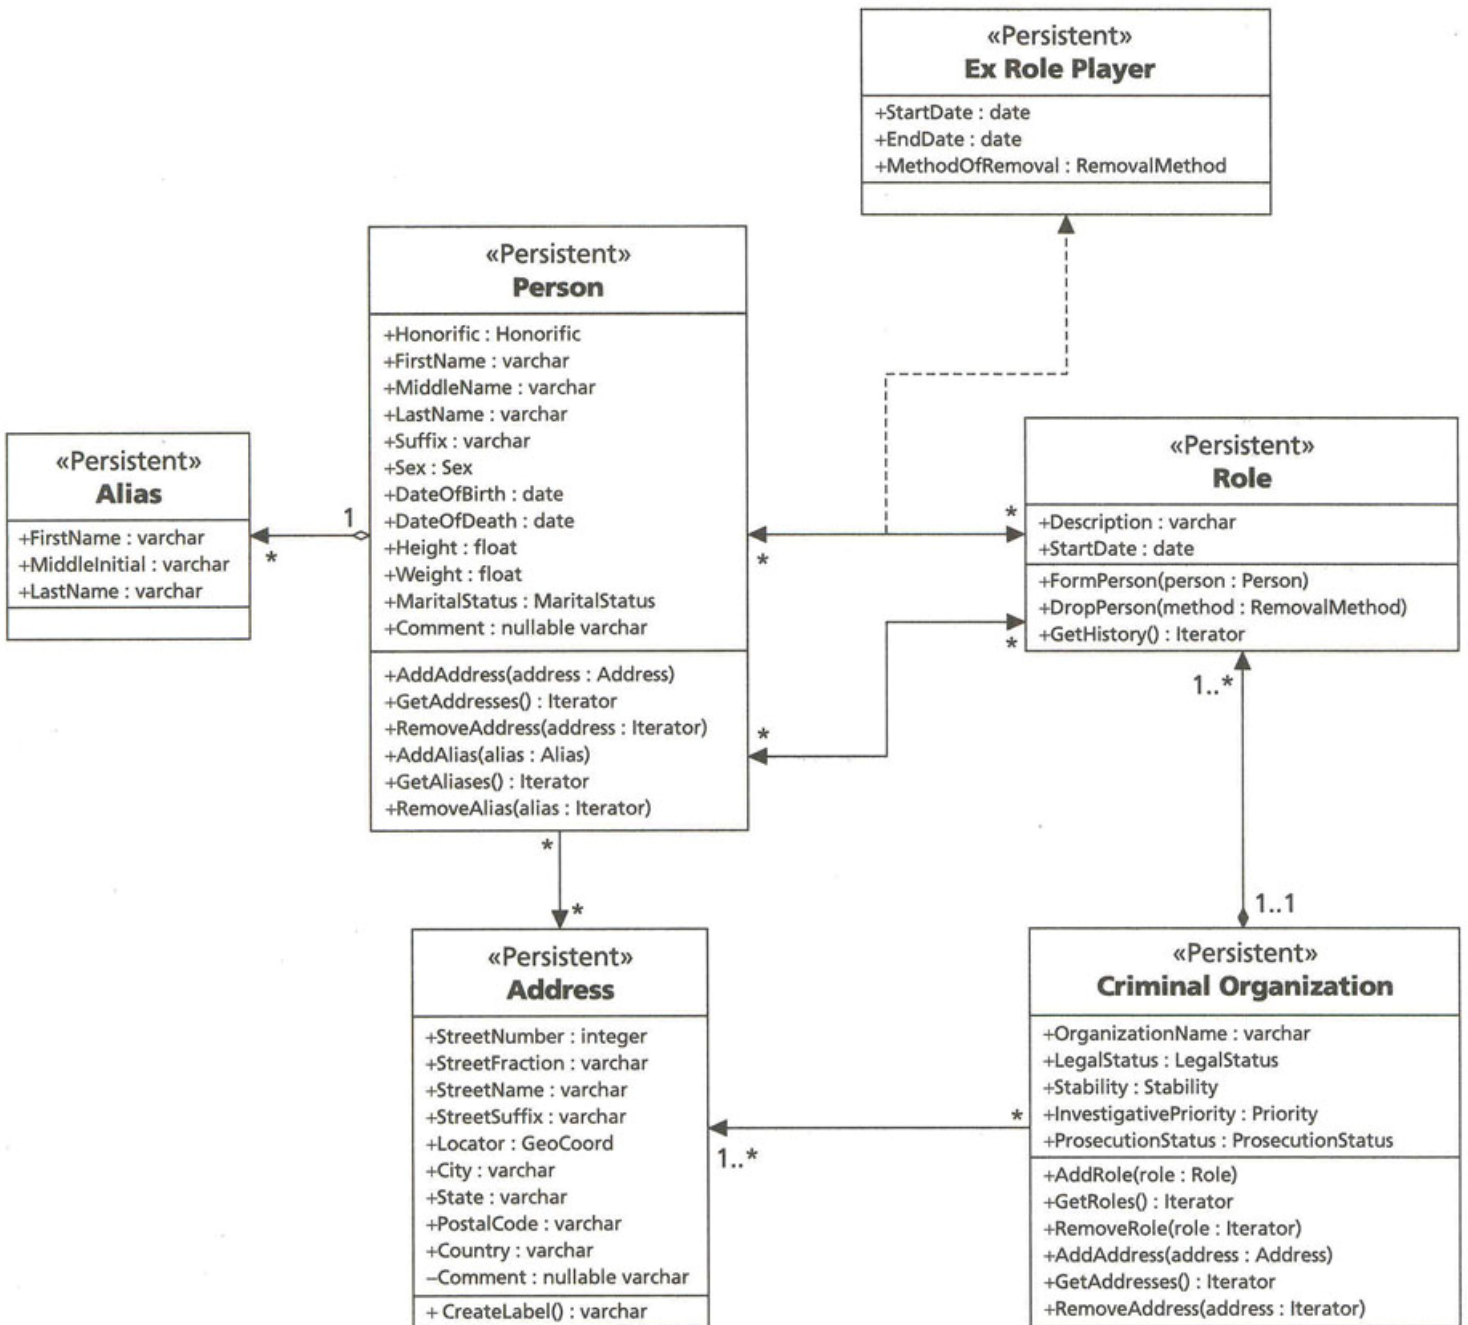 «Persistent»
Ex Role Player
+StartDate : date
+EndDate : date
+MethodOfRemoval : RemovalMethod
«Persistent»
Person
+Honorific : Honorific
+FirstName : varchar
+MiddleName : varchar
+LastName : varchar
+Suffix : varchar
+Sex : Sex
+DateOfBirth : date
+DateOfDeath : date
+Height : float
+Weight : float
+MaritalStatus : MaritalStatus
+Comment : nullable varchar
+AddAddress(address : Address)
+GetAddresses() : Iterator
+RemoveAddress(address : Iterator)
+AddAlias(alias : Alias)
+GetAliases() : Iterator
+RemoveAlias(alias : Iterator)
«Persistent»
Alias
+FirstName : varchar
+MiddleInitial : varchar
+LastName : varchar
1
*
*
*
*
*
«Persistent»
Role
+Description : varchar
+StartDate : date
+FormPerson(person : Person)
+DropPerson(method : RemovalMethod)
+GetHistory() : Iterator
1..*
1..1
*
*
«Persistent»
Address
+StreetNumber : integer
+StreetFraction : varchar
+StreetName : varchar
+StreetSuffix : varchar
+Locator : GeoCoord
+City : varchar
+State : varchar
+PostalCode : varchar
+Country : varchar
–Comment : nullable varchar
+ CreateLabel() : varchar
1..*
*
«Persistent»
Criminal Organization
+OrganizationName : varchar
+LegalStatus : LegalStatus
+Stability : Stability
+InvestigativePriority : Priority
+ProsecutionStatus : ProsecutionStatus
+AddRole(role : Role)
+GetRoles() : Iterator
+RemoveRole(role : Iterator)
+AddAddress(address : Address)
+GetAddresses() : Iterator
+RemoveAddress(address : Iterator)